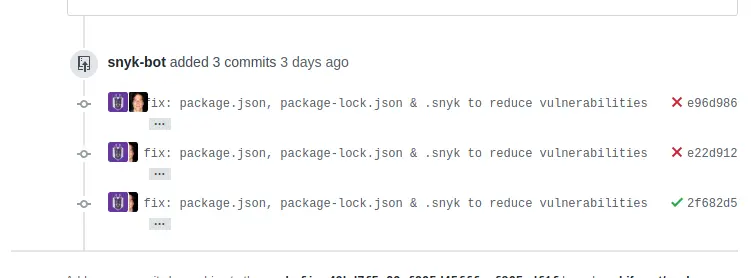 snyk-bot added 3 commits 3 days ago
fix: package.json, package-lock.json & .snyk to reduce vulnerabilities e96d986
...
fix: package.json, package-lock.json & .snyk to reduce vulnerabilities e22d912
...
fix: package.json, package-lock.json & .snyk to reduce vulnerabilities 2f682d5
...